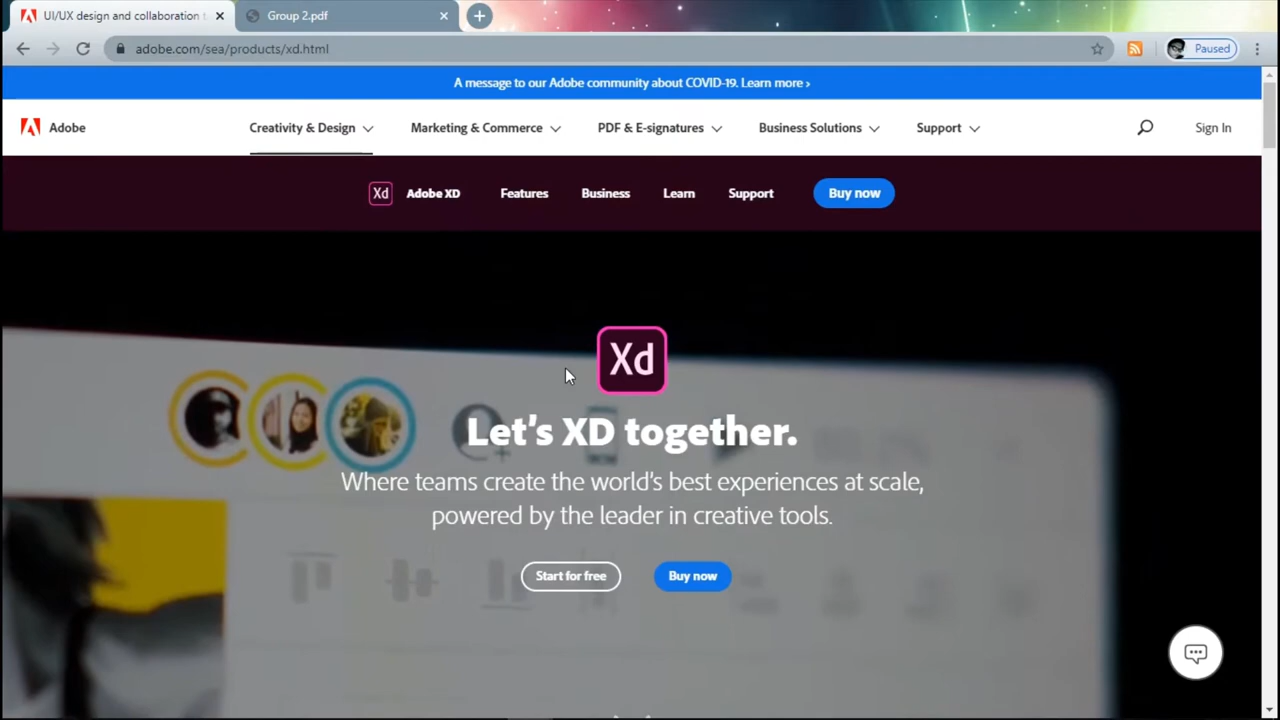 UI/UX design and collaboration t
Group 2.pdf
adobe.com/sea/products/xd.html
Paused
A message to our Adobe community about COVID-19. Learn more ›
Adobe
Creativity & Design
Marketing & Commerce
PDF & E-signatures
Business Solutions
Support
Sign In
Xd
Adobe XD
Features
Business
Learn
Support
Buy now
Xd
Let's XD together.
Where teams create the world's best experiences at scale,
powered by the leader in creative tools.
Start for free
Buy now